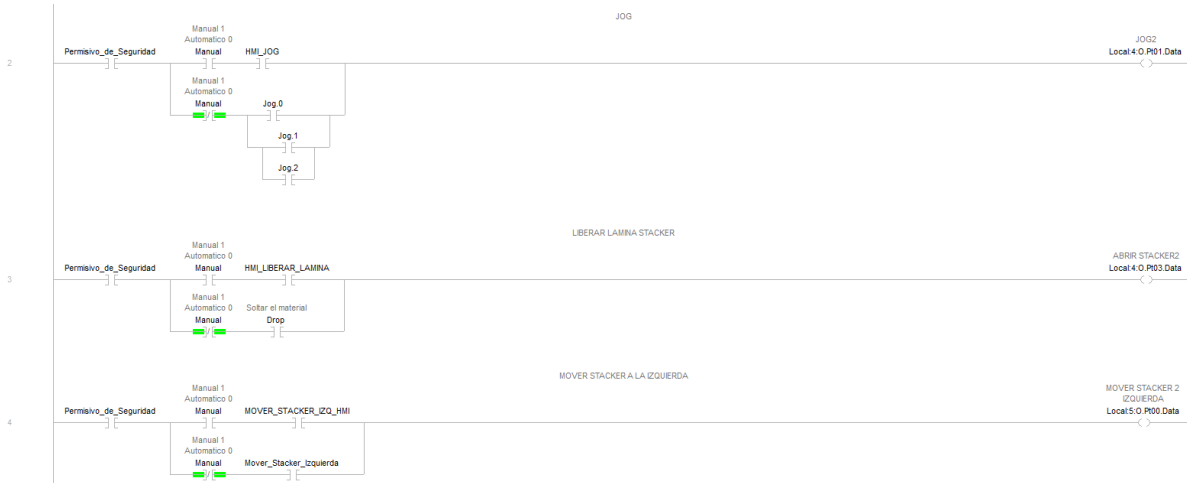 JOG
Manual 1
Automatico 0
Permisivo_de_Seguridad Manual HMI_JOG
JOG2
Local:4:O.Pt01.Data
2
Manual 1
Automatico 0
Manual Jog.0
Jog.1
Jog.2
LIBERAR LAMINA STACKER
Manual 1
Automatico 0
Permisivo_de_Seguridad Manual HMI_LIBERAR_LAMINA
ABRIR STACKER2
Local:4:O.Pt03.Data
3
Manual 1
Automatico 0 Soltar el material
Manual Drop
MOVER STACKER A LA IZQUIERDA
Manual 1
Automatico 0
Permisivo_de_Seguridad Manual MOVER_STACKER_IZQ_HMI
MOVER STACKER 2
IZQUIERDA
Local:5:O.Pt00.Data
4
Manual 1
Automatico 0
Manual Mover_Stacker_Izquierda